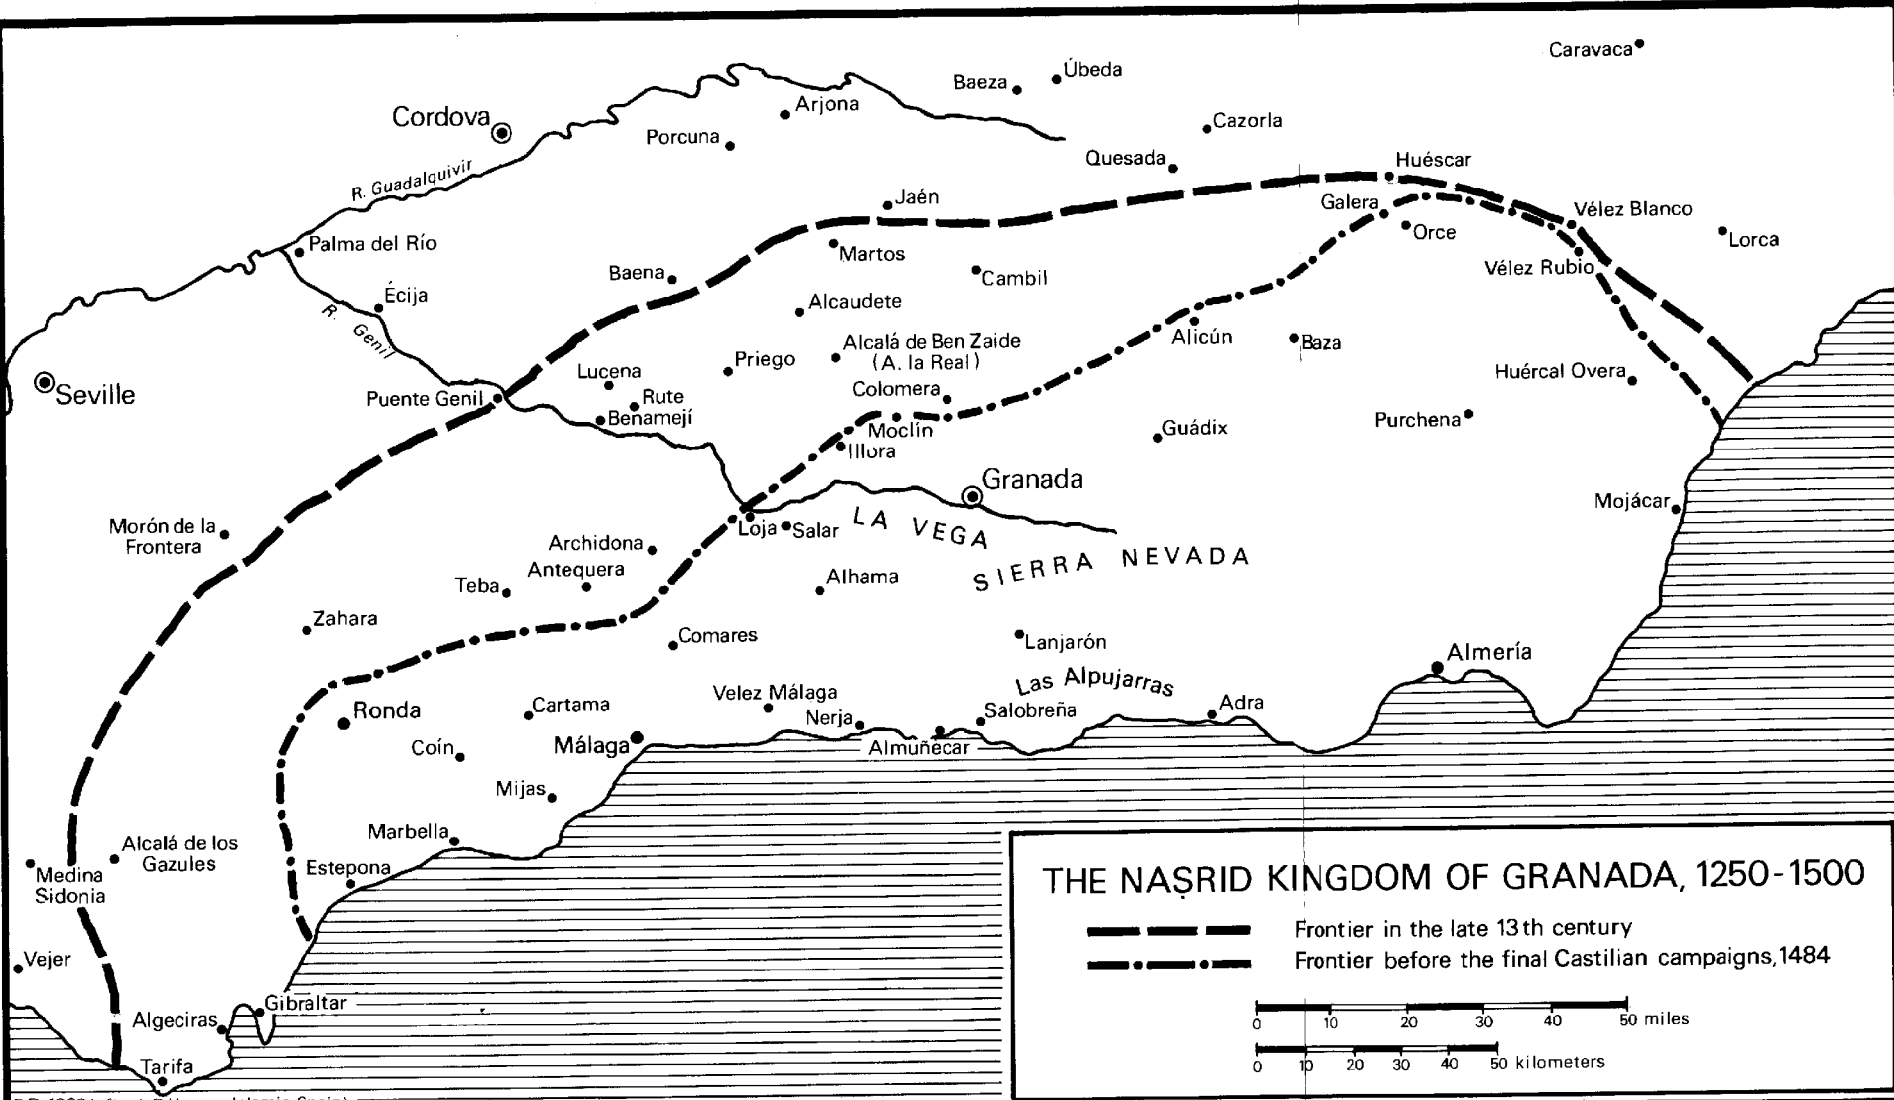 Caravaca
Úbeda
Baeza
Arjona
Cordova
Cazorla
Porcuna
Quesada
Huéscar
R. Guadalquivir
Jaén
Galera
Vélez Blanco
Orce
Lorca
Palma del Río
Martos
Vélez Rubio
Baena
Cambil
Écija
Alcaudete
R. Genil
Alicún
Baza
Alcalá de Ben Zaide
(A. la Real)
Priego
Lucena
Huércal Overa
Seville
Colomera
Puente Genil
Rute
Benamejí
Purchena
Moclín
Guádix
Illora
Granada
Mojácar
Morón de la
Frontera
LA VEGA
Loja
Salar
Archidona
SIERRA NEVADA
Antequera
Teba
Alhama
Zahara
Comares
Lanjarón
Almería
Las Alpujarras
Velez Málaga
Cartama
Ronda
Nerja
Salobreña
Adra
Coín
Málaga
Almuñécar
Mijas
Marbella
Alcalá de los
Gazules
Estepona
Medina
Sidonia
Vejer
Gibraltar
Algeciras
Tarifa
THE NAṢRID KINGDOM OF GRANADA, 1250-1500
Frontier in the late 13th century
Frontier before the final Castilian campaigns, 1484
0 10 20 30 40 50 miles
0 10 20 30 40 50 kilometers